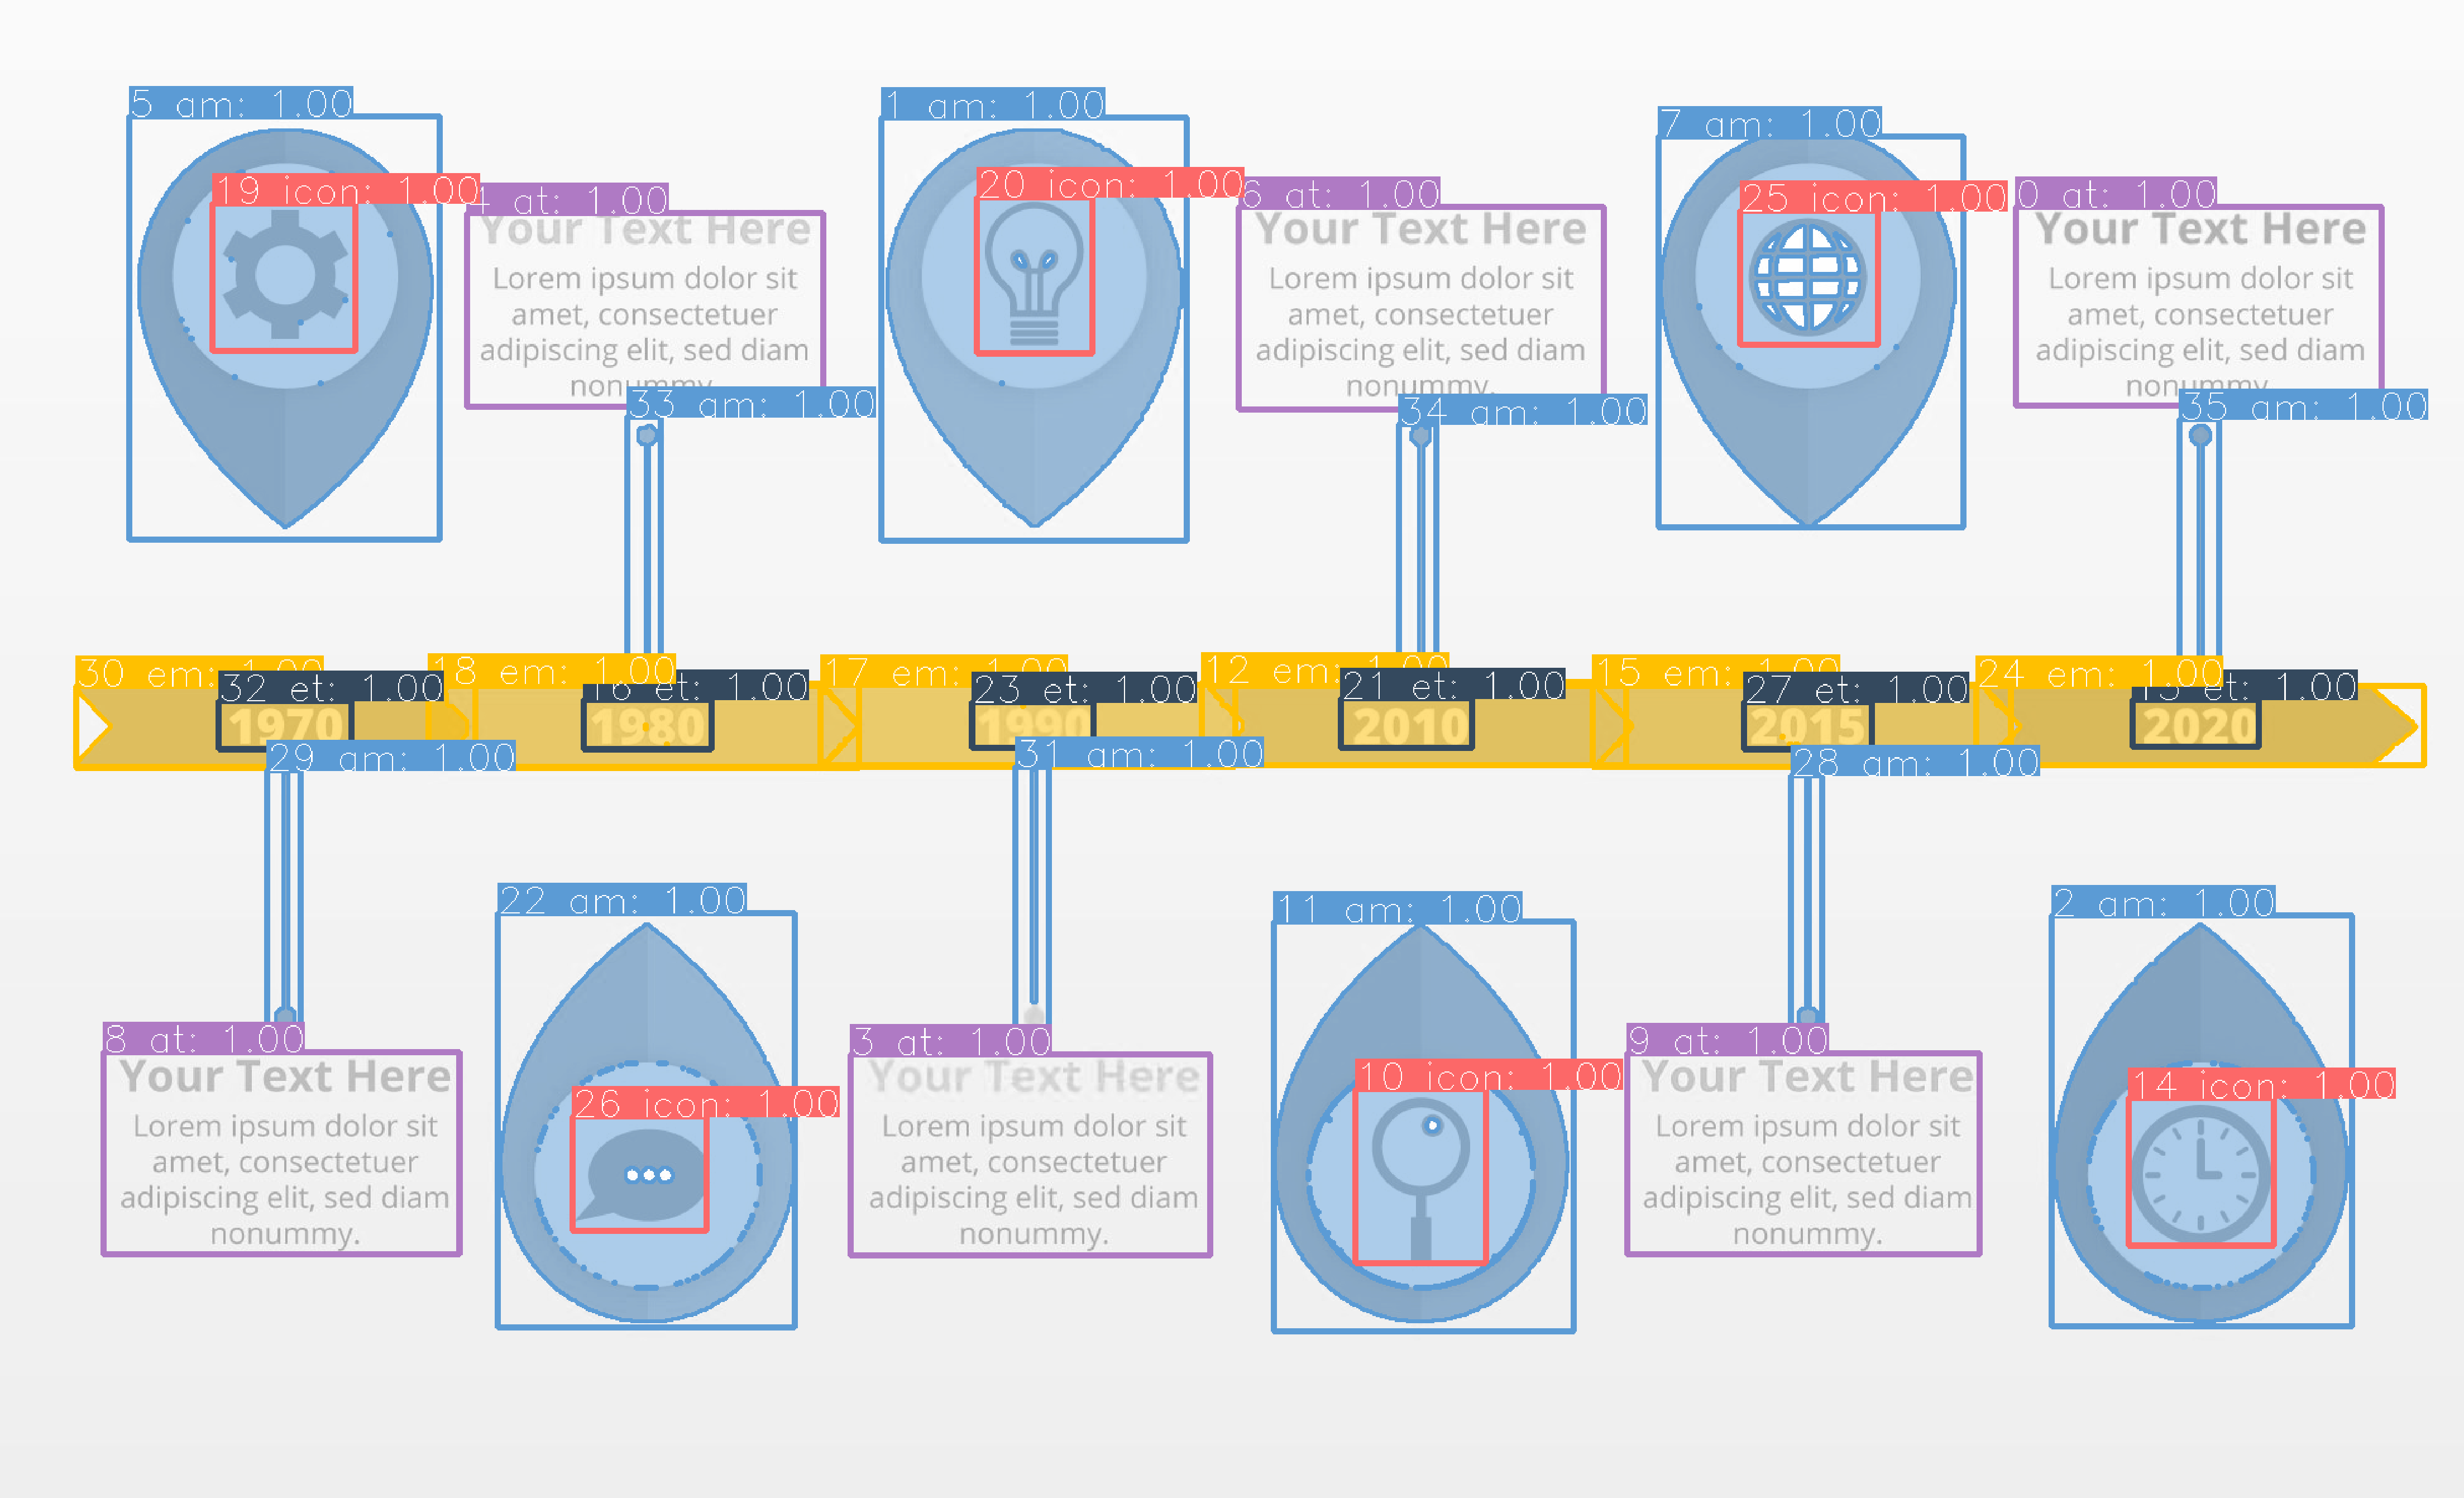 5 am: 1.00
1 am: 1.00
7 am: 1.00
19 icon: 1.00
4 at: 1.00
20 icon: 1.00
6 at: 1.00
25 icon: 1.00
0 at: 1.00
Your Text Here
Lorem ipsum dolor sit
amet, consectetuer
adipiscing elit, sed diam
nonummy.
Your Text Here
Lorem ipsum dolor sit
amet, consectetuer
adipiscing elit, sed diam
nonummy.
Your Text Here
Lorem ipsum dolor sit
amet, consectetuer
adipiscing elit, sed diam
nonummy.
33 am: 1.00
34 am: 1.00
35 am: 1.00
30 em: 1.00
18 em: 1.00
17 em: 1.00
12 em: 1.00
15 em: 1.00
24 em: 1.00
32 et: 1.00
16 et: 1.00
23 et: 1.00
21 et: 1.00
27 et: 1.00
13 et: 1.00
1970
1980
1990
2010
2015
2020
29 am: 1.00
31 am: 1.00
28 am: 1.00
22 am: 1.00
11 am: 1.00
2 am: 1.00
8 at: 1.00
3 at: 1.00
9 at: 1.00
Your Text Here
Lorem ipsum dolor sit
amet, consectetuer
adipiscing elit, sed diam
nonummy.
26 icon: 1.00
Your Text Here
Lorem ipsum dolor sit
amet, consectetuer
adipiscing elit, sed diam
nonummy.
10 icon: 1.00
Your Text Here
Lorem ipsum dolor sit
amet, consectetuer
adipiscing elit, sed diam
nonummy.
14 icon: 1.00